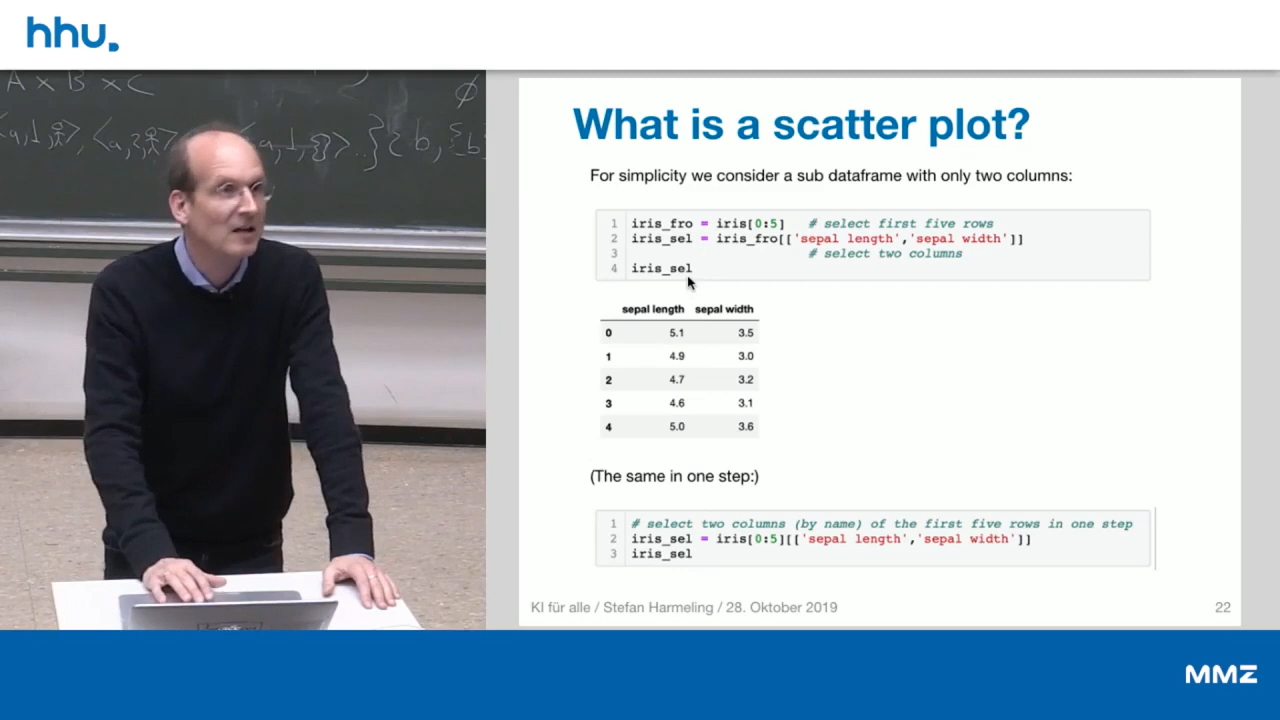 hhu.
A x B x C
What is a scatter plot?
For simplicity we consider a sub dataframe with only two columns:
1 iris_fro = iris[0:5] # select first five rows
2 iris_sel = iris_fro[['sepal length','sepal width']]
3 # select two columns
4 iris_sel
sepal length sepal width
0 5.1 3.5
1 4.9 3.0
2 4.7 3.2
3 4.6 3.1
4 5.0 3.6
(The same in one step:)
1 # select two columns (by name) of the first five rows in one step
2 iris_sel = iris[0:5][['sepal length','sepal width']]
3 iris_sel
KI für alle / Stefan Harmeling / 28. Oktober 2019
22
MMZ